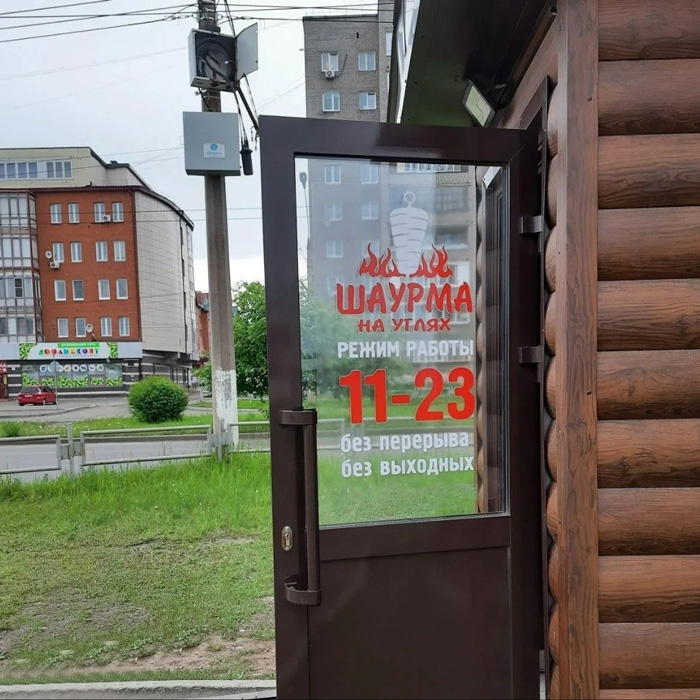 ШАУРМА
НА УГЛЯХ
РЕЖИМ РАБОТЫ
11-23
без перерыва
без выходных